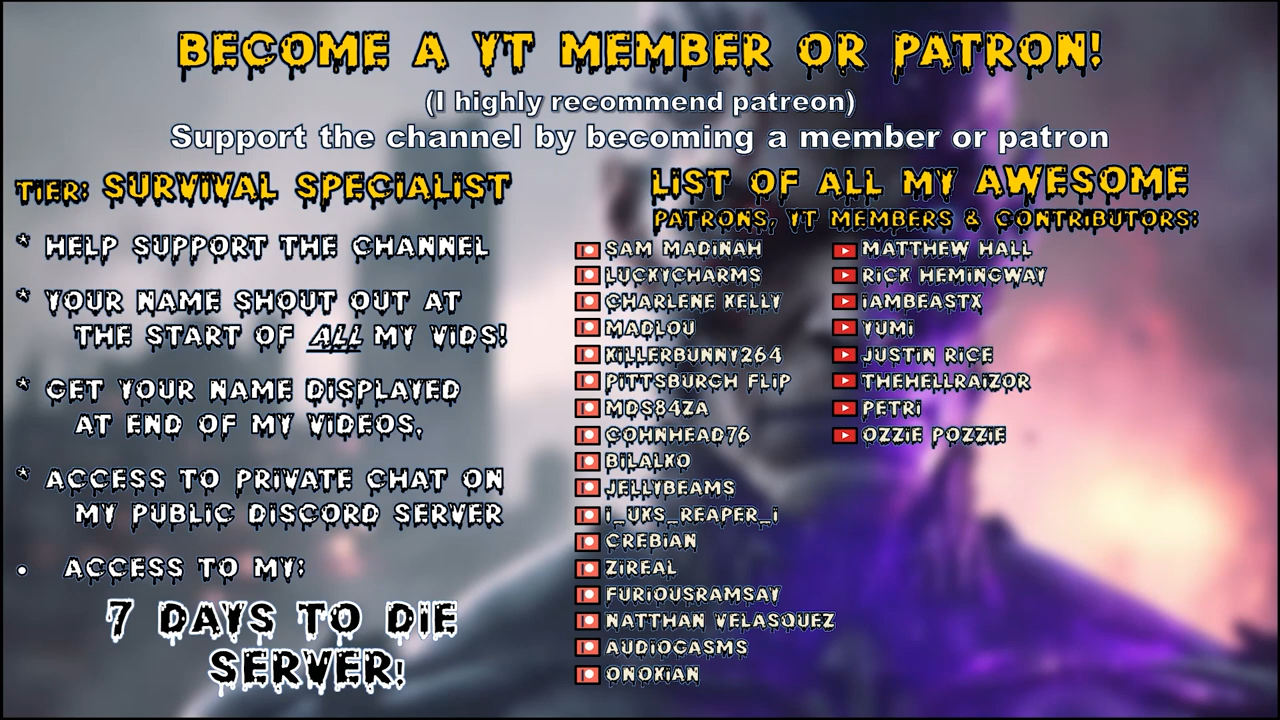 BECOME A YT MEMBER OR PATRON!
(I highly recommend patreon)
Support the channel by becoming a member or patron
TiER: SURViVAL SPECiALiST
* HELP SUPPORT THE CHANNEL
* YOUR NAME SHOUT OUT AT
THE START OF ALL MY ViDS!
* GET YOUR NAME DiSPLAYED
AT END OF MY ViDEOS.
* ACCESS TO PRiVATE CHAT ON
MY PUBLiC DiSCORD SERVER
• ACCESS TO MY:
7 DAYS TO DiE
SERVER!
LiST OF ALL MY AWESOME
PATRONS, YT MEMBERS & CONTRiBUTORS:
SAM MADiNAH
LUCKYCHARMS
CHARLENE KELLY
MADLOU
KiLLERBUNNY264
PiTTSBURGH FLiP
MDS84ZA
COHNHEAD76
BiLALKO
JELLYBEAMS
i_UKS_REAPER_i
CREBiAN
ZiREAL
FURiOUSRAMSAY
NATTHAN VELASQUEZ
AUDiOGASMS
ONOKiAN
MATTHEW HALL
RiCK HEMiNGWAY
iAMBEASTX
YUMi
JUSTiN RiCE
THEHELLRAiZOR
PETRi
OZZiE POZZiE